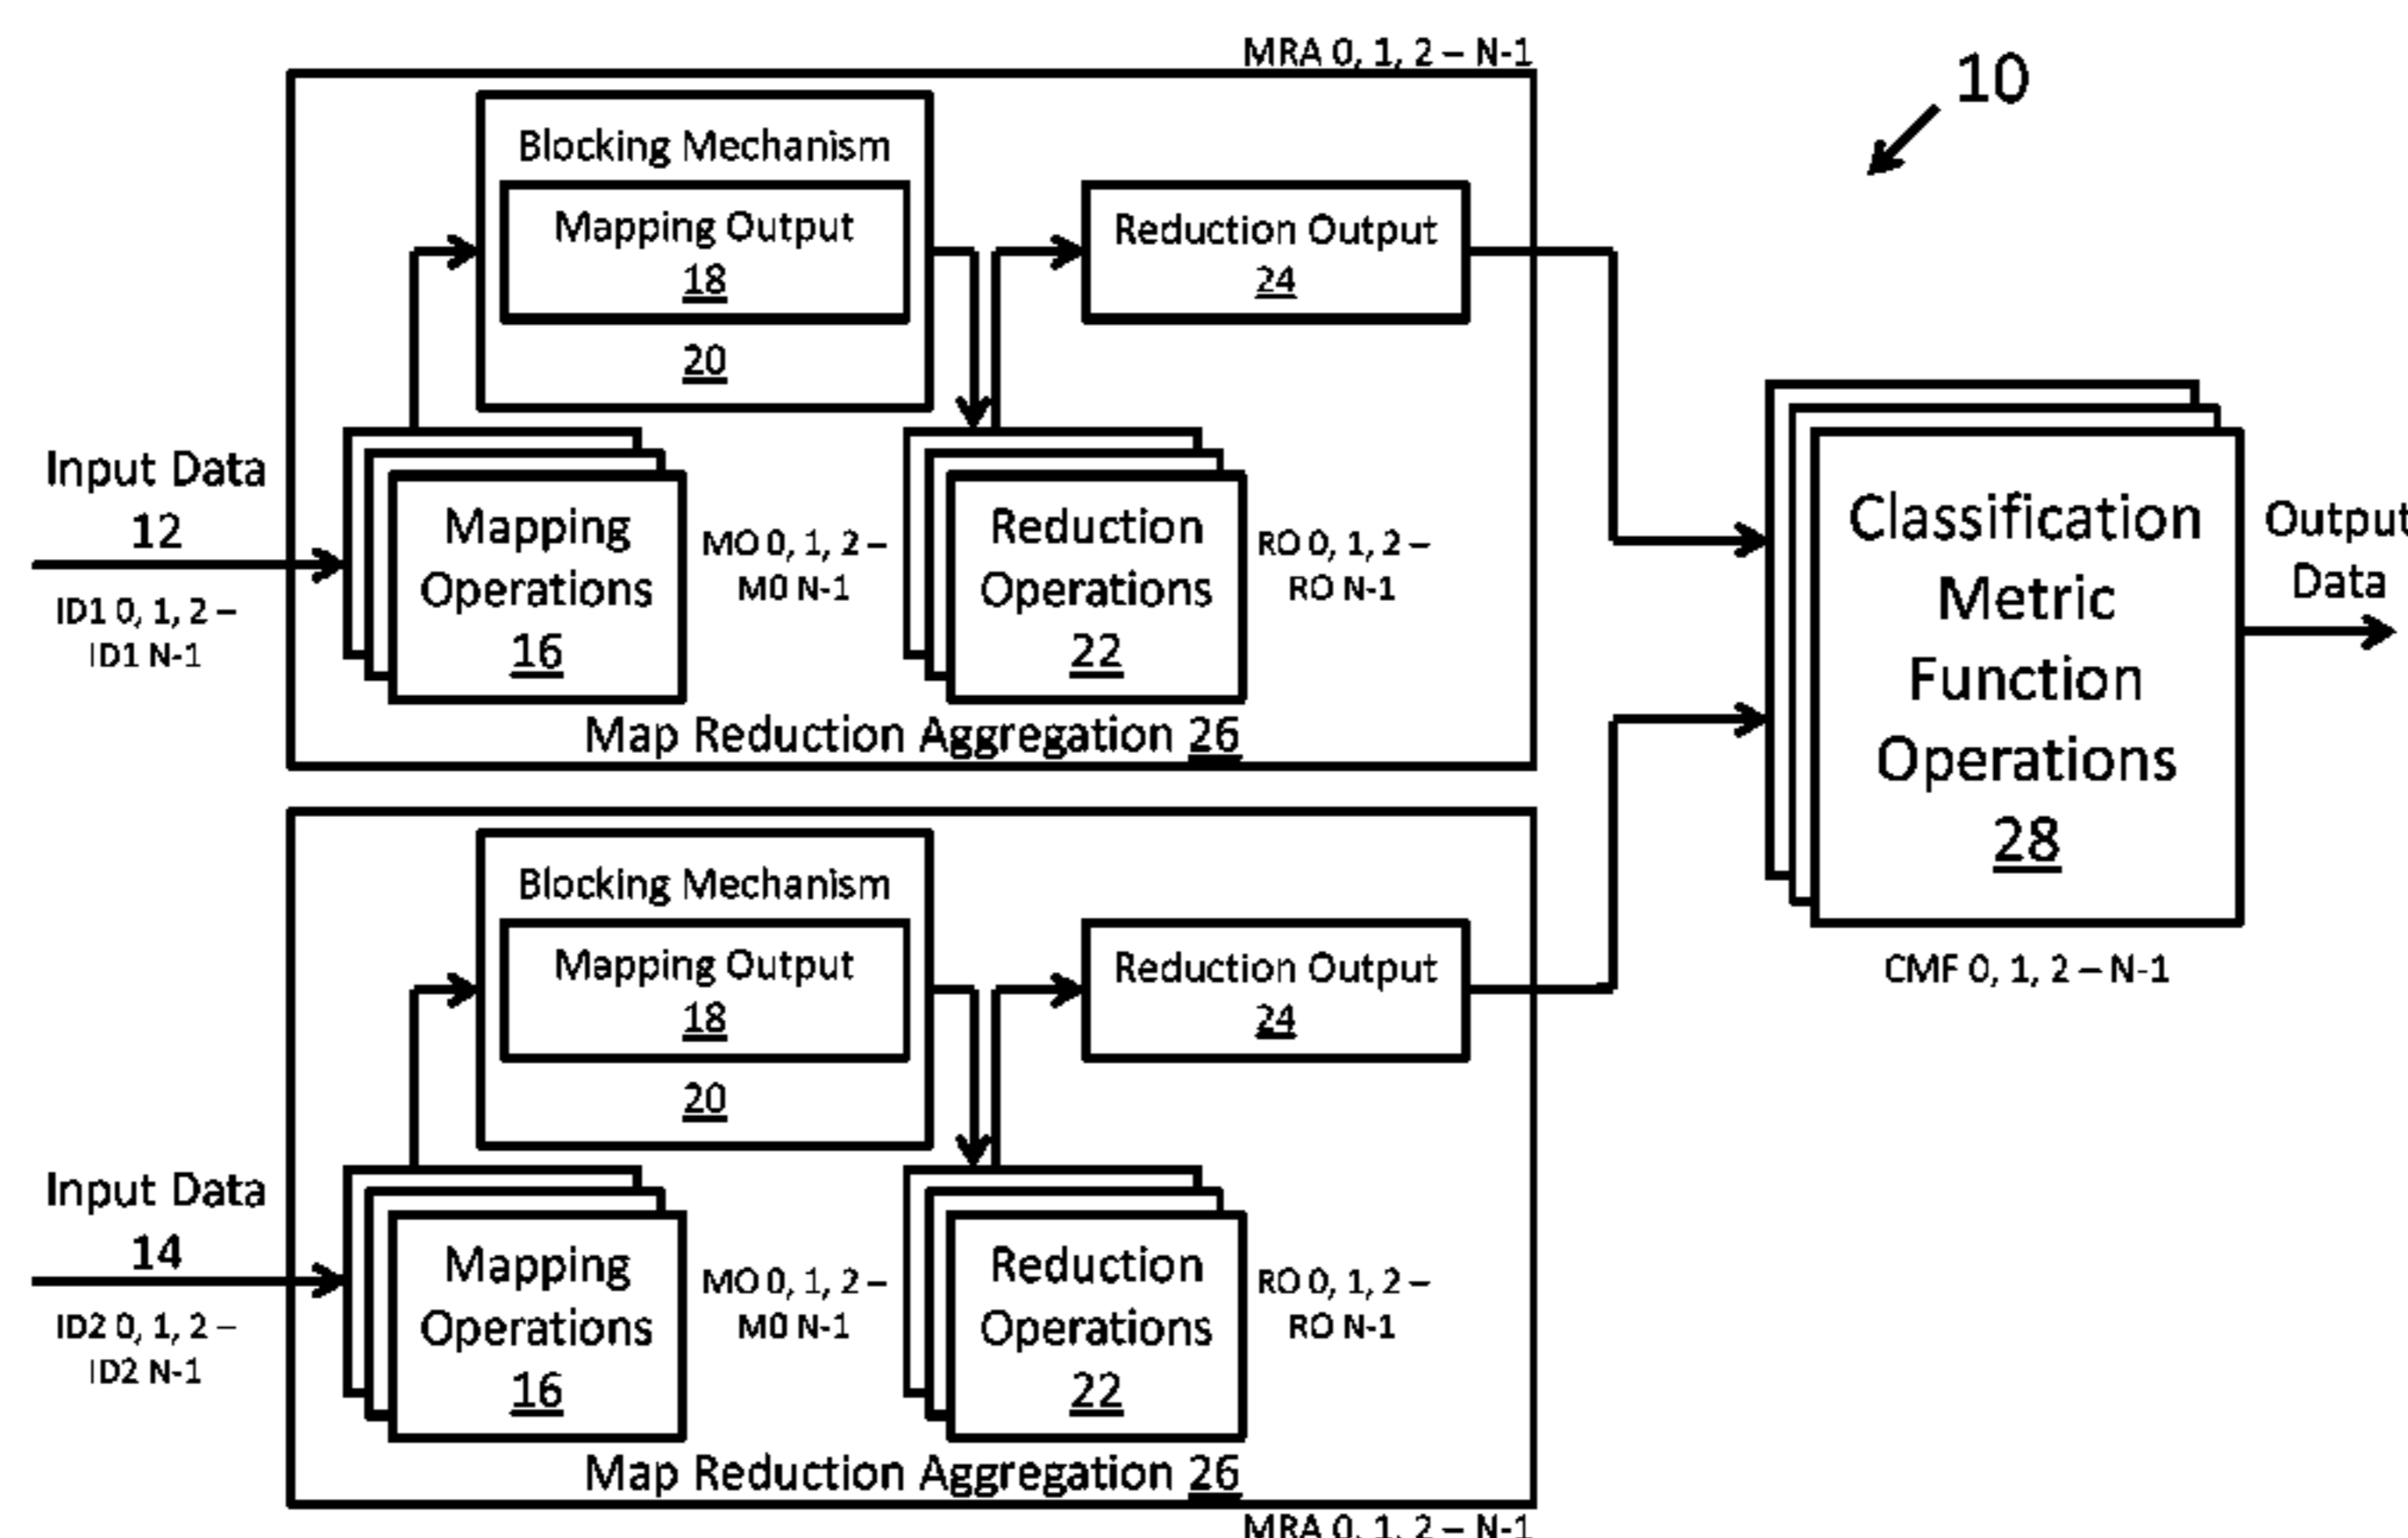 MRA 0, 1, 2 – N-1
10
Blocking Mechanism
Mapping Output
18
20
Reduction Output
24
Input Data
12
ID1 0, 1, 2 –
ID1 N-1
Mapping
Operations
16
MO 0, 1, 2 –
M0 N-1
Reduction
Operations
22
RO 0, 1, 2 –
RO N-1
Map Reduction Aggregation 26
Classification
Metric
Function
Operations
28
CMF 0, 1, 2 – N-1
Output
Data
Blocking Mechanism
Mapping Output
18
20
Reduction Output
24
Input Data
14
ID2 0, 1, 2 –
ID2 N-1
Mapping
Operations
16
MO 0, 1, 2 –
M0 N-1
Reduction
Operations
22
RO 0, 1, 2 –
RO N-1
Map Reduction Aggregation 26
MRA 0, 1, 2 – N-1